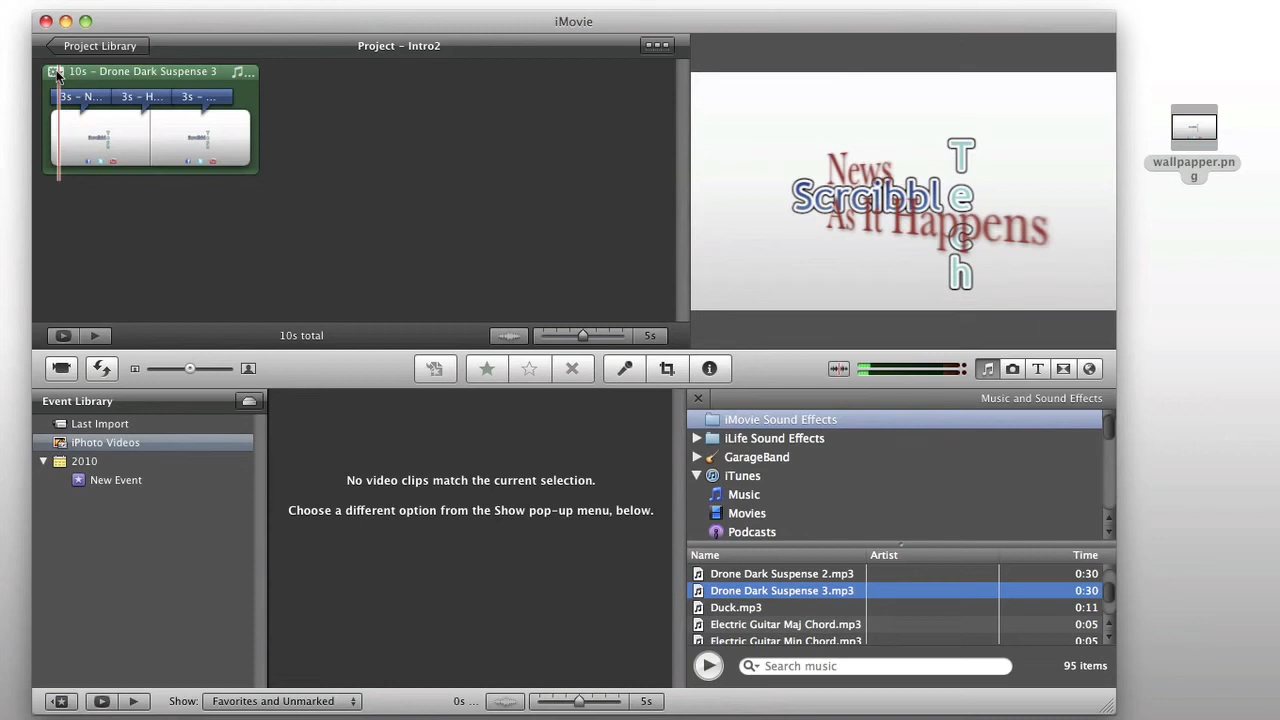 iMovie
Project Library
Project - Intro2
10s - Drone Dark Suspense 3
3s - N...
3s - H...
3s - ...
News
Scraibbl
As It Happens
Tech
wallpapper.pn
g
10s total
5s
Event Library
Last Import
iPhoto Videos
2010
New Event
No video clips match the current selection.
Choose a different option from the Show pop-up menu, below.
Music and Sound Effects
iMovie Sound Effects
iLife Sound Effects
GarageBand
iTunes
Music
Movies
Podcasts
Name Artist Time
Drone Dark Suspense 2.mp3 0:30
Drone Dark Suspense 3.mp3 0:30
Duck.mp3 0:11
Electric Guitar Maj Chord.mp3 0:05
Electric Guitar Min Chord.mp3 0:05
Search music
95 items
Show: Favorites and Unmarked
0s ...
5s